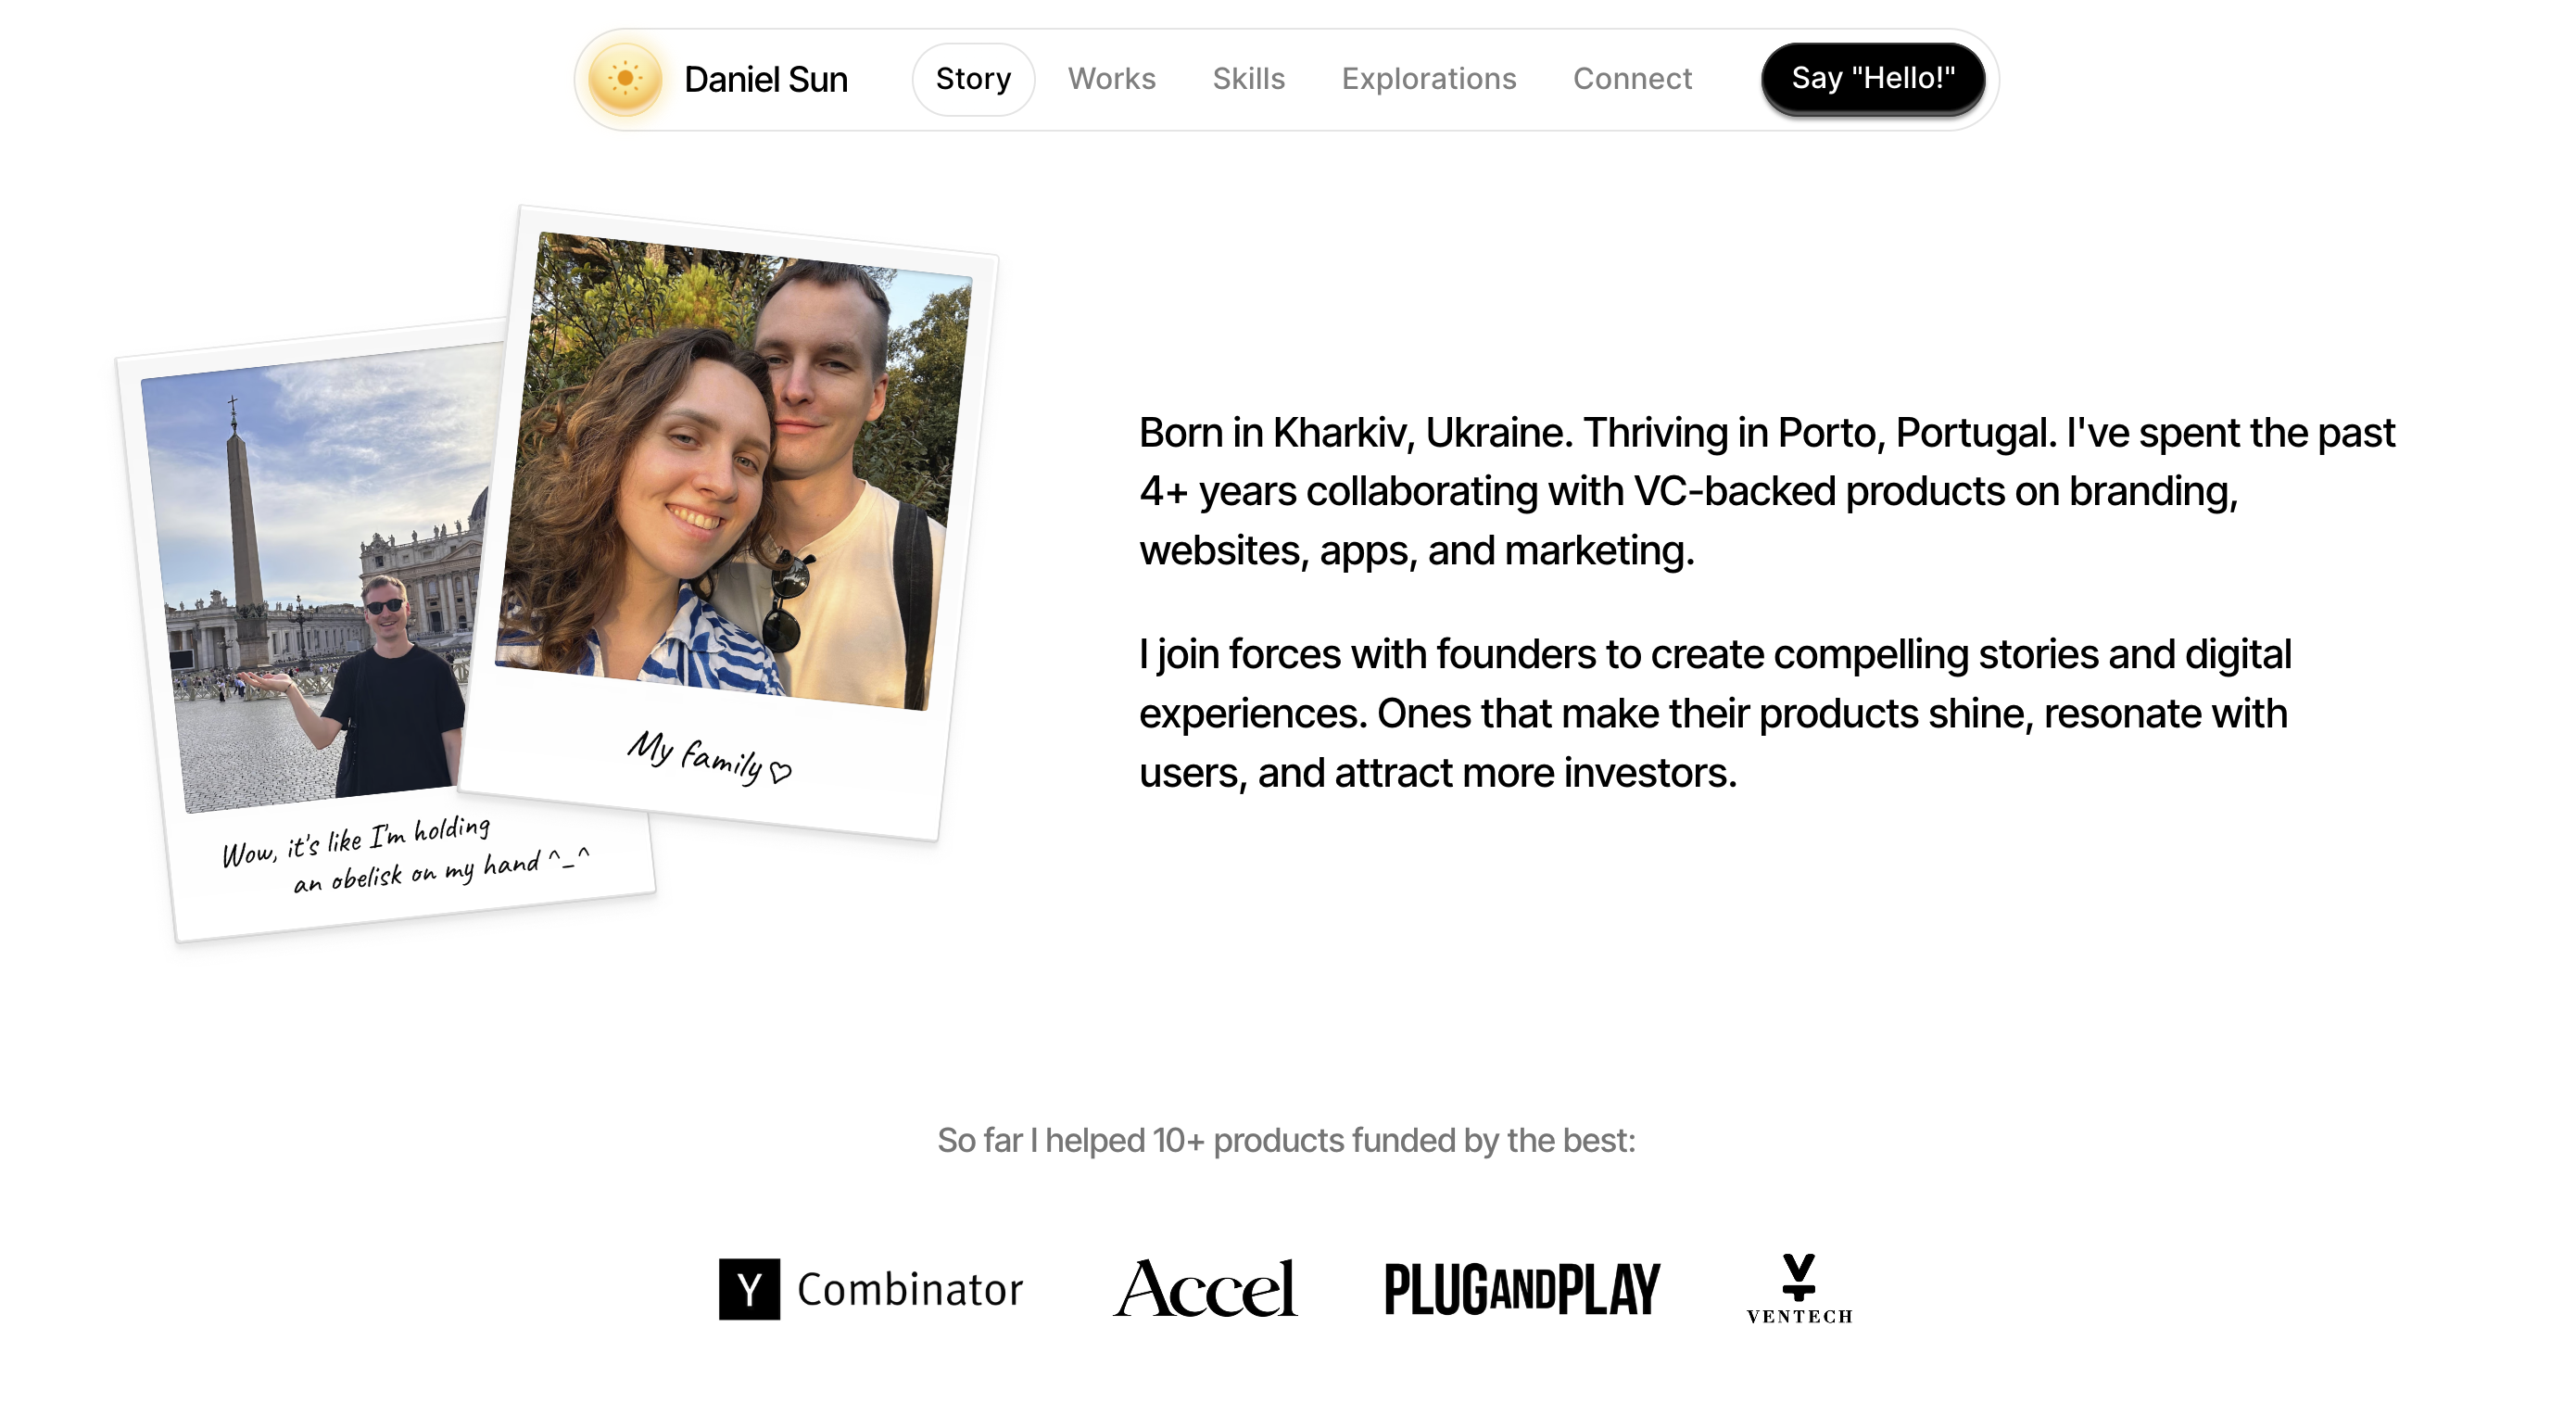 Daniel Sun
Story
Works
Skills
Explorations
Connect
Say "Hello!"
Wow, it's like I'm holding
an obelisk on my hand ^_^
My family ♡
Born in Kharkiv, Ukraine. Thriving in Porto, Portugal. I've spent the past
4+ years collaborating with VC-backed products on branding,
websites, apps, and marketing.
I join forces with founders to create compelling stories and digital
experiences. Ones that make their products shine, resonate with
users, and attract more investors.
So far I helped 10+ products funded by the best:
Y Combinator
Accel
PLUGANDPLAY
VENTECH